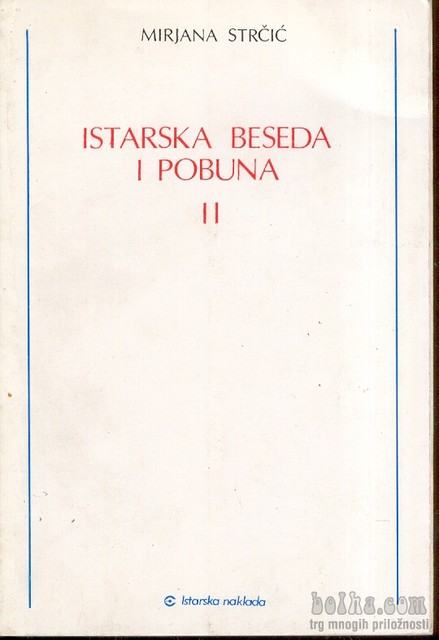 MIRJANA STRČIĆ
ISTARSKA BESEDA
I POBUNA
II
Istarska naklada
bolha.com
trg mnogih priložnosti